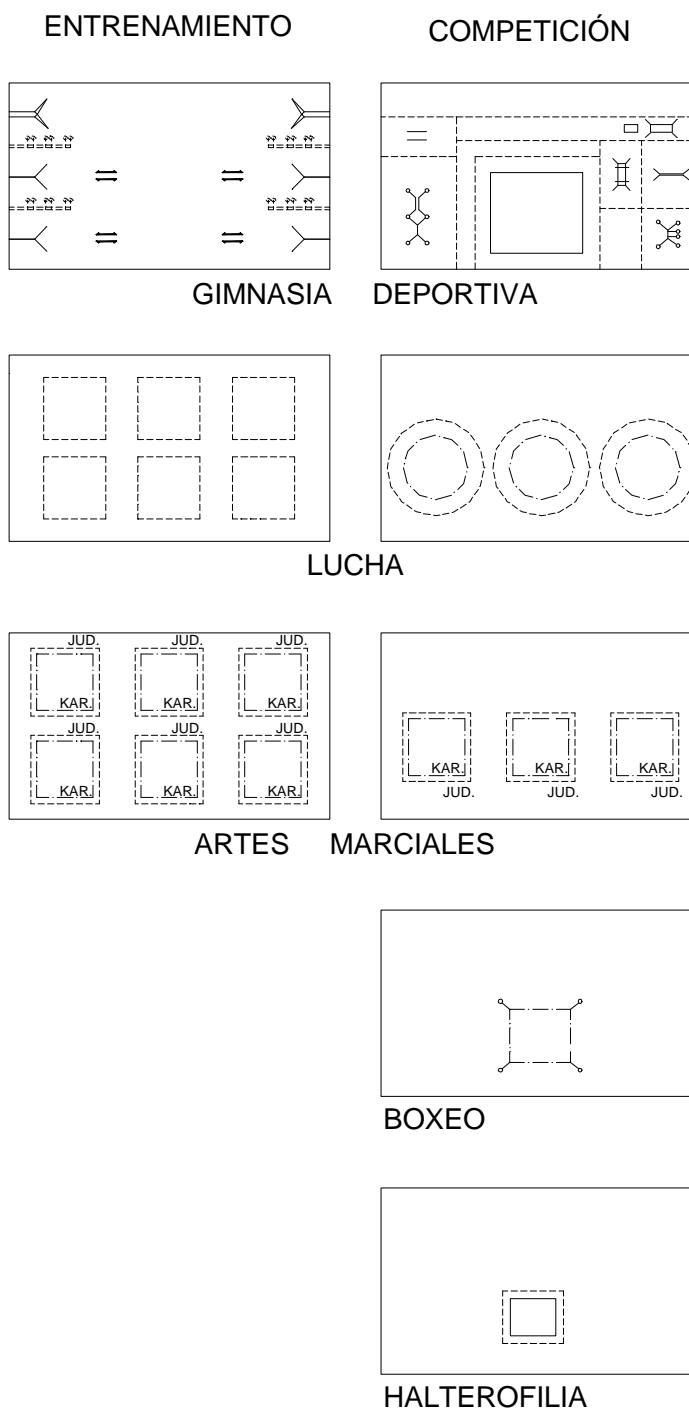 ENTRENAMIENTO COMPETICIÓN
GIMNASIA DEPORTIVA
LUCHA
JUD. JUD. JUD.
KAR. KAR. KAR.
JUD. JUD. JUD.
KAR. KAR. KAR. KAR. KAR. KAR.
JUD. JUD. JUD.
ARTES MARCIALES
BOXEO
HALTEROFILIA